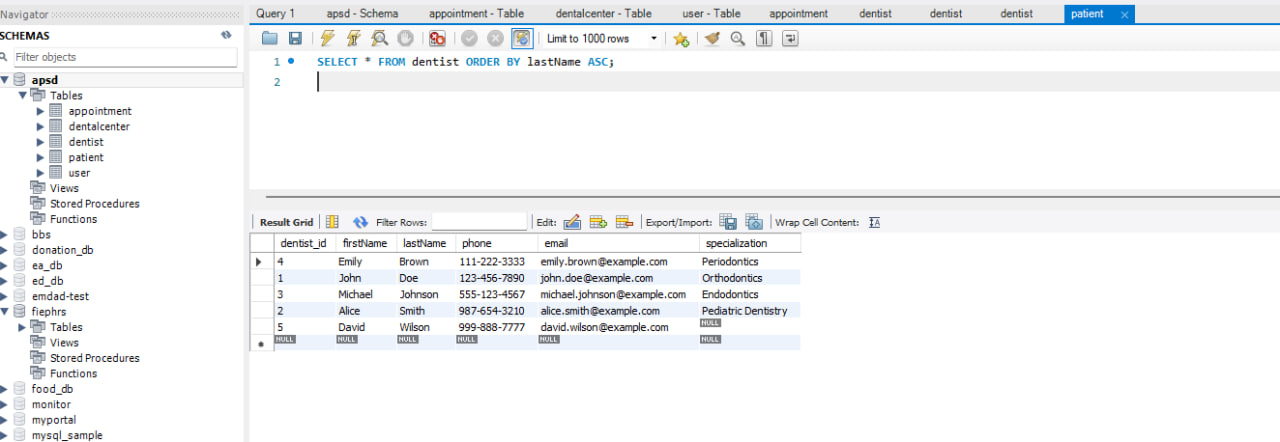 Navigator
SCHEMAS
Filter objects
apsd
Tables
appointment
dentalcenter
dentist
patient
user
Views
Stored Procedures
Functions
bbs
donation_db
ea_db
ed_db
emdad-test
fiephrs
Tables
Views
Stored Procedures
Functions
food_db
monitor
myportal
mysql_sample
Query 1 apsd - Schema appointment - Table dentalcenter - Table user - Table appointment dentist dentist dentist patient
Limit to 1000 rows
1 SELECT * FROM dentist ORDER BY lastName ASC;
2
Result Grid Filter Rows: Edit: Export/Import: Wrap Cell Content:
dentist_id firstName lastName phone email specialization
4 Emily Brown 111-222-3333 emily.brown@example.com Periodontics
1 John Doe 123-456-7890 john.doe@example.com Orthodontics
3 Michael Johnson 555-123-4567 michael.johnson@example.com Endodontics
2 Alice Smith 987-654-3210 alice.smith@example.com Pediatric Dentistry
5 David Wilson 999-888-7777 david.wilson@example.com NULL
NULL NULL NULL NULL NULL NULL